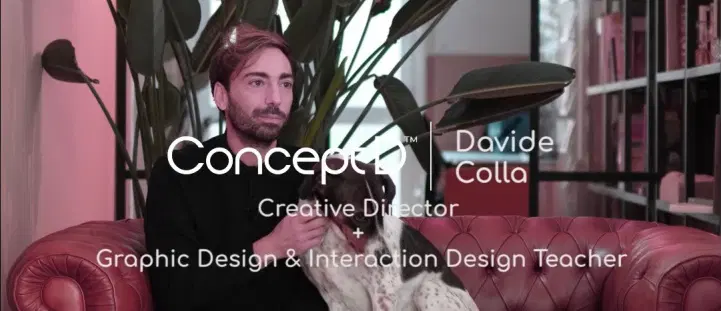 ConceptD™
Davide
Colla
Creative Director
+
Graphic Design & Interaction Design Teacher